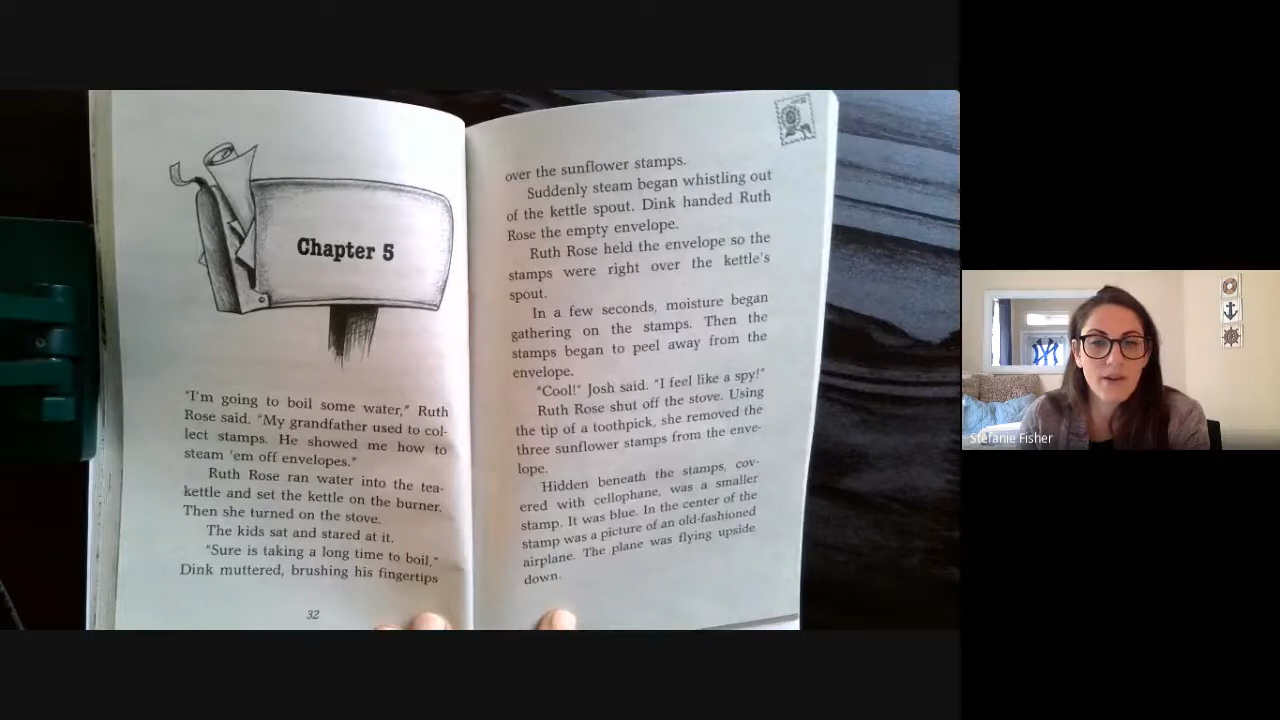 Chapter 5
"I'm going to boil some water," Ruth
Rose said. "My grandfather used to col-
lect stamps. He showed me how to
steam 'em off envelopes."
Ruth Rose ran water into the tea-
kettle and set the kettle on the burner.
Then she turned on the stove.
The kids sat and stared at it.
"Sure is taking a long time to boil,"
Dink muttered, brushing his fingertips
32
over the sunflower stamps.
Suddenly steam began whistling out
of the kettle spout. Dink handed Ruth
Rose the empty envelope.
Ruth Rose held the envelope so the
stamps were right over the kettle's
spout.
In a few seconds, moisture began
gathering on the stamps. Then the
stamps began to peel away from the
envelope.
"Cool!" Josh said. "I feel like a spy!"
Ruth Rose shut off the stove. Using
the tip of a toothpick, she removed the
three sunflower stamps from the enve-
lope.
Hidden beneath the stamps, cov-
ered with cellophane, was a smaller
stamp. It was blue. In the center of the
stamp was a picture of an old-fashioned
airplane. The plane was flying upside
down.
NY
Stefanie Fisher